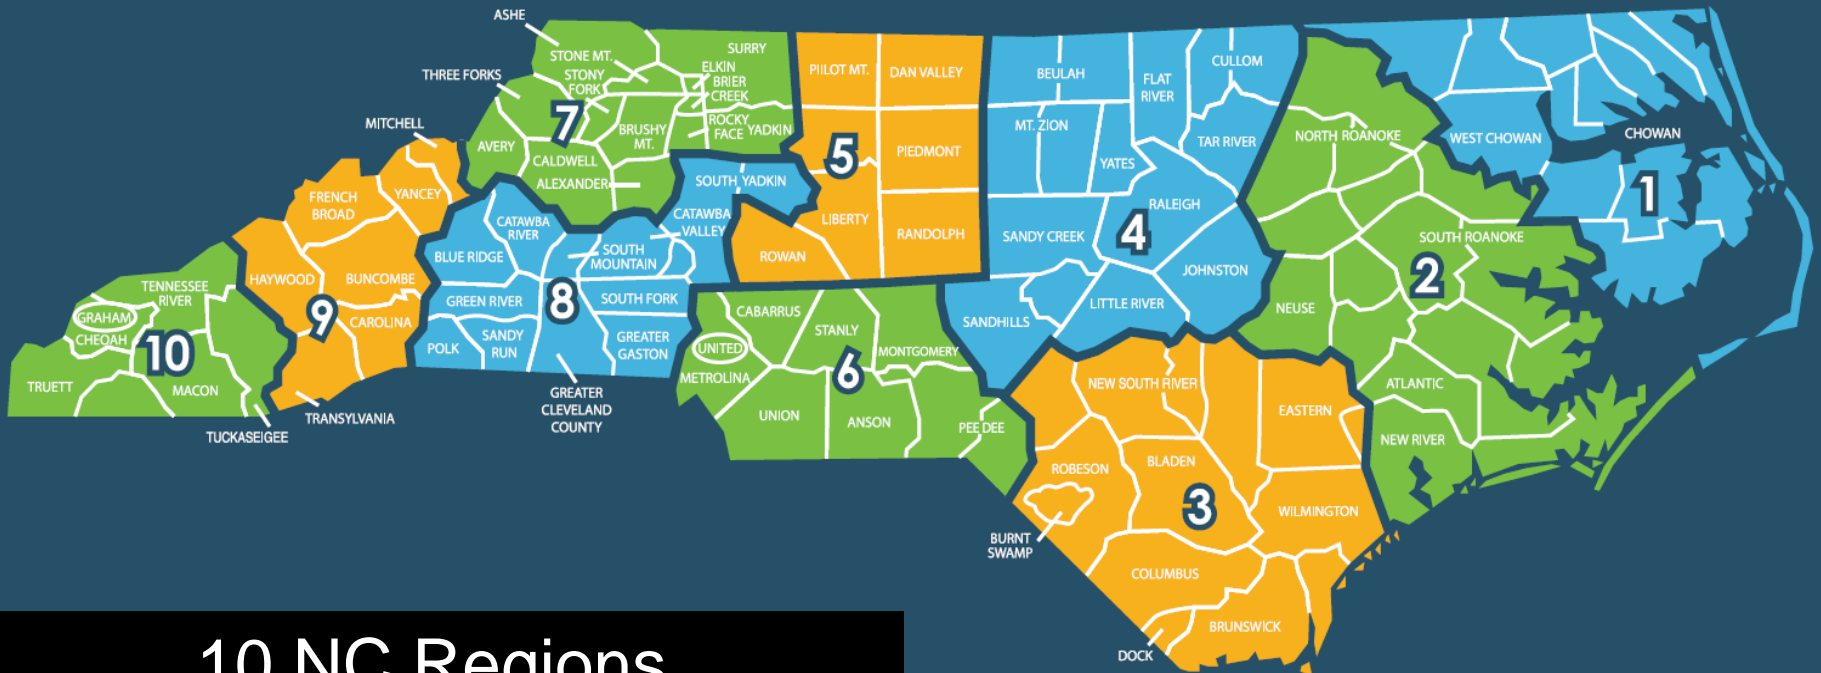 ASHE
STONE MT.
SURRY
THREE FORKS
STONY
FORK
ELKIN
BRIER
CREEK
7
MITCHELL
AVERY
BRUSHY
MT.
ROCKY
FACE
YADKIN
CALDWELL
ALEXANDER
PIILOT MT.
DAN VALLEY
5
PIEDMONT
LIBERTY
RANDOLPH
ROWAN
BEULAH
FLAT
RIVER
CULLOM
MT. ZION
YATES
TAR RIVER
RALEIGH
4
SANDY CREEK
JOHNSTON
LITTLE RIVER
SANDHILLS
NORTH ROANOKE
WEST CHOWAN
CHOWAN
1
SOUTH ROANOKE
2
NEUSE
ATLANTIC
NEW RIVER
FRENCH
BROAD
YANCEY
HAYWOOD
BUNCOMBE
9
CAROLINA
TRANSYLVANIA
SOUTH YADKIN
CATAWBA
RIVER
CATAWBA
VALLEY
BLUE RIDGE
SOUTH
MOUNTAIN
GREEN RIVER
8
SOUTH FORK
POLK
SANDY
RUN
GREATER
GASTON
GREATER
CLEVELAND
COUNTY
TENNESSEE
RIVER
GRAHAM
CHEOAH
10
TRUETT
MACON
TUCKASEIGEE
CABARRUS
STANLY
UNITED
MONTGOMERY
METROLINA
6
UNION
ANSON
PEE DEE
NEW SOUTH RIVER
EASTERN
ROBESON
BLADEN
3
WILMINGTON
BURNT
SWAMP
COLUMBUS
BRUNSWICK
DOCK
10 NC Regions